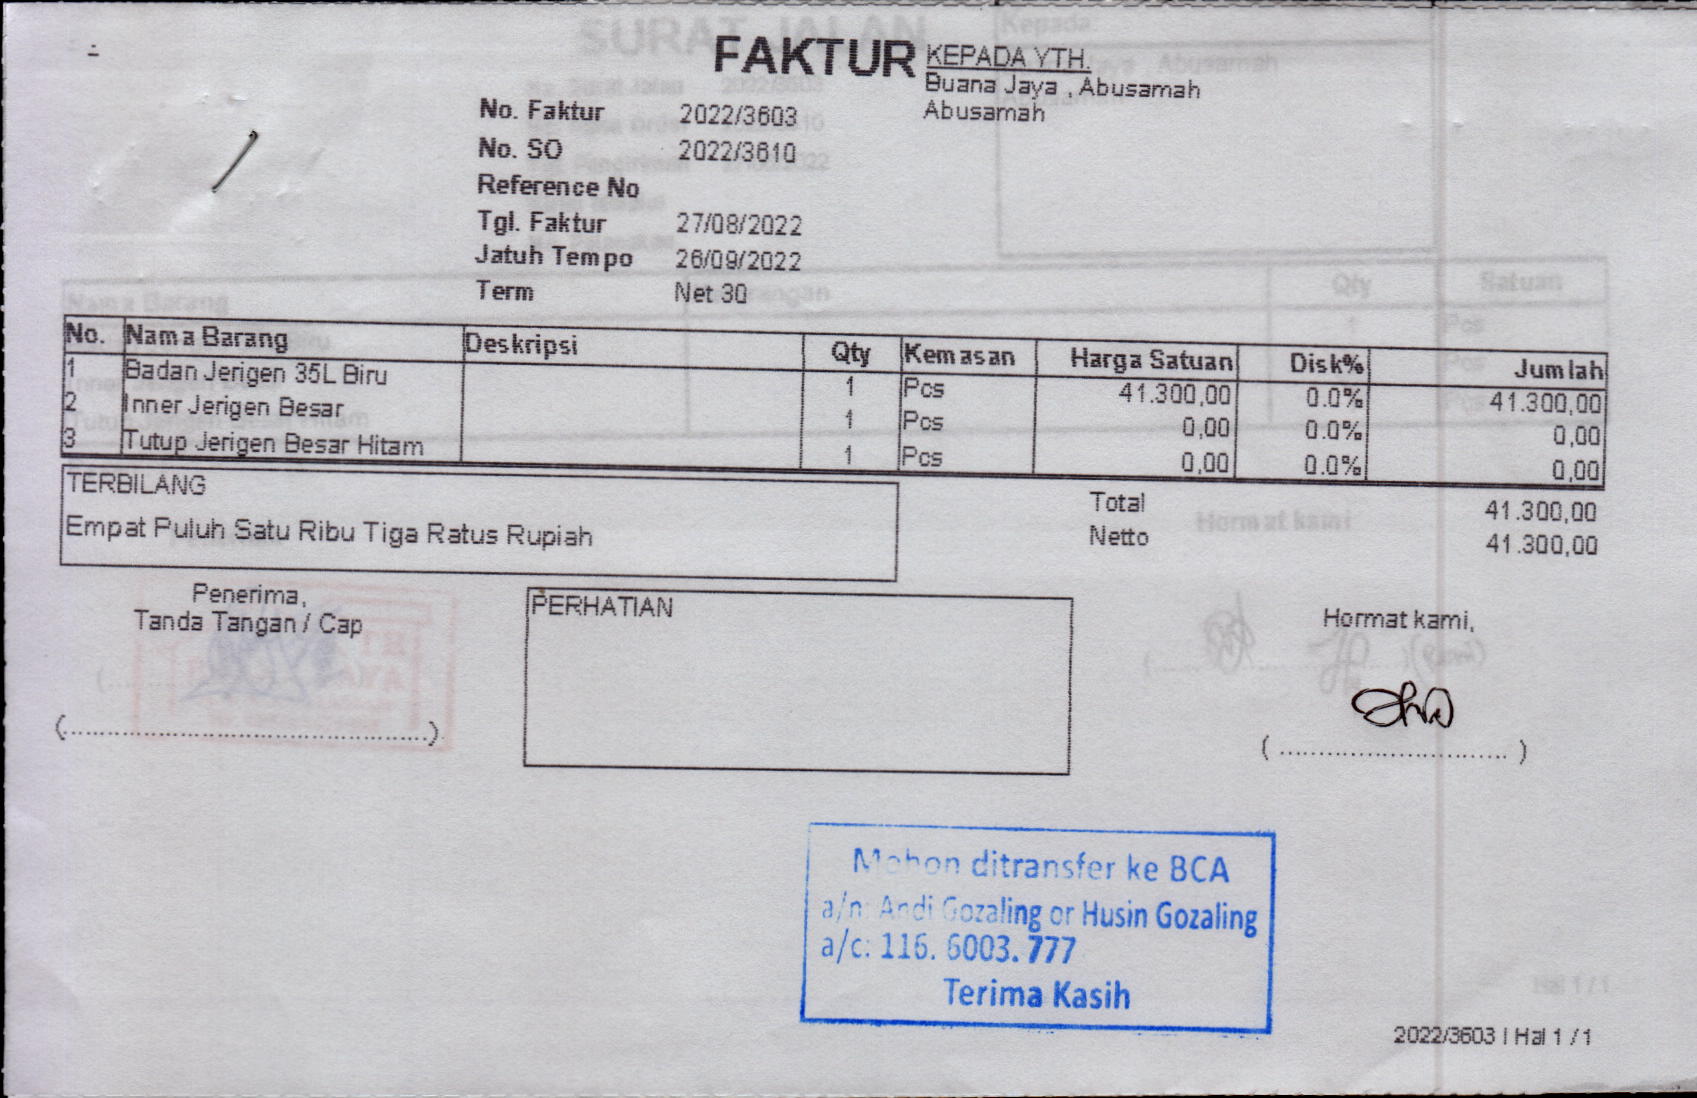 FAKTUR
KEPADA YTH.
Buana Jaya , Abusamah
Abusamah
No. Faktur 2022/3603
No. SO 2022/3610
Reference No
Tgl. Faktur 27/08/2022
Jatuh Tempo 26/09/2022
Term Net 30
No. Nama Barang Deskripsi Qty Kemasan Harga Satuan Disk% Jumlah
1 Badan Jerigen 35L Biru 1 Pcs 41.300,00 0.0% 41.300,00
2 Inner Jerigen Besar 1 Pcs 0,00 0.0% 0,00
3 Tutup Jerigen Besar Hitam 1 Pcs 0,00 0.0% 0,00
TERBILANG
Empat Puluh Satu Ribu Tiga Ratus Rupiah
Total 41.300,00
Netto 41.300,00
Penerima,
Tanda Tangan / Cap
(..................................................)
PERHATIAN
Hormat kami,
( .............................. )
Mohon ditransfer ke BCA
a/n: Andi Gozaling or Husin Gozaling
a/c: 116. 6003. 777
Terima Kasih
2022/3603 | Hal 1 / 1